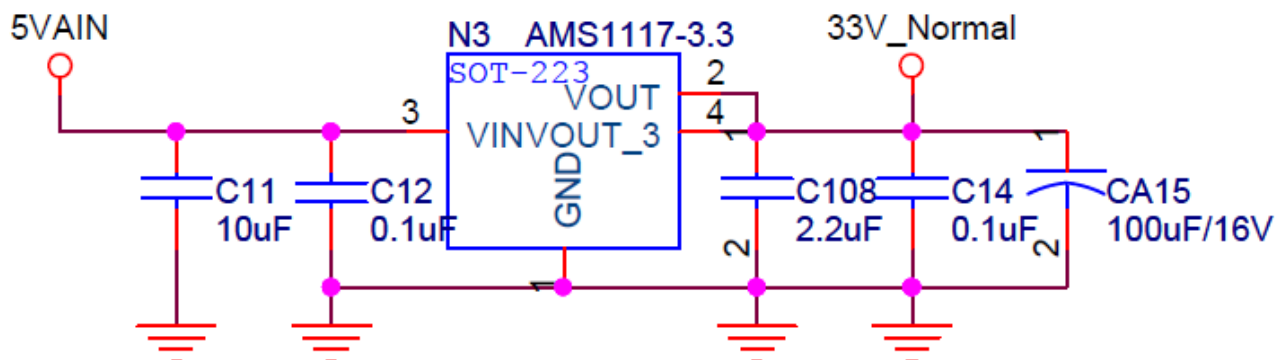 5VAIN
N3 AMS1117-3.3
33V_Normal
SOT-223
2
VOUT
3
4
VINVOUT_3
1
1
GND
C11
10uF
C12
0.1uF
C108
2.2uF
C14
0.1uF
CA15
100uF/16V
2
2
1